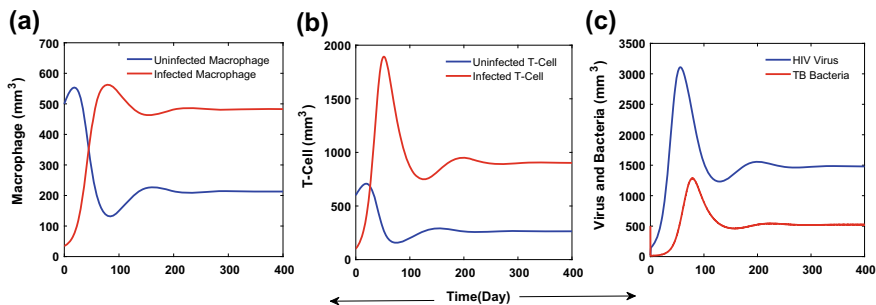 (a)
Macrophage (mm³)
700
600
500
400
300
200
100
0
0 100 200 300 400
Uninfected Macrophage
Infected Macrophage
(b)
T-Cell (mm³)
2000
1500
1000
500
0
0 100 200 300 400
Uninfected T-Cell
Infected T-Cell
(c)
Virus and Bacteria (mm³)
3500
3000
2500
2000
1500
1000
500
0
0 100 200 300 400
HIV Virus
TB Bacteria
Time(Day)